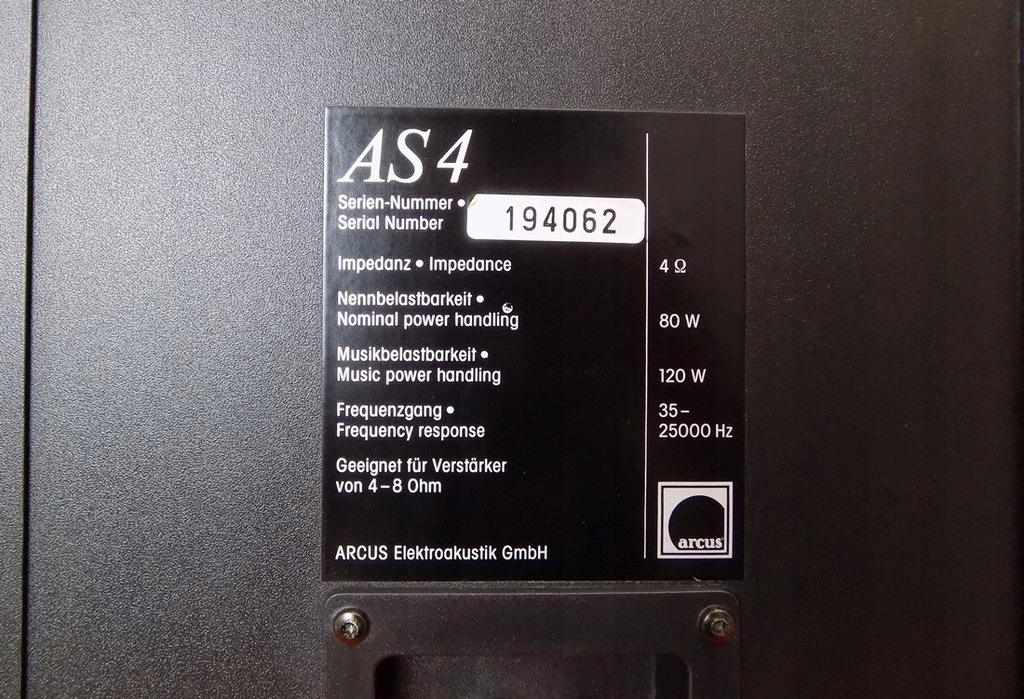 AS 4
Serien-Nummer •
Serial Number
194062
Impedanz • Impedance
4 Ω
Nennbelastbarkeit •
Nominal power handling
80 W
Musikbelastbarkeit •
Music power handling
120 W
Frequenzgang •
Frequency response
35–
25000 Hz
Geeignet für Verstärker
von 4–8 Ohm
ARCUS Elektroakustik GmbH
arcus